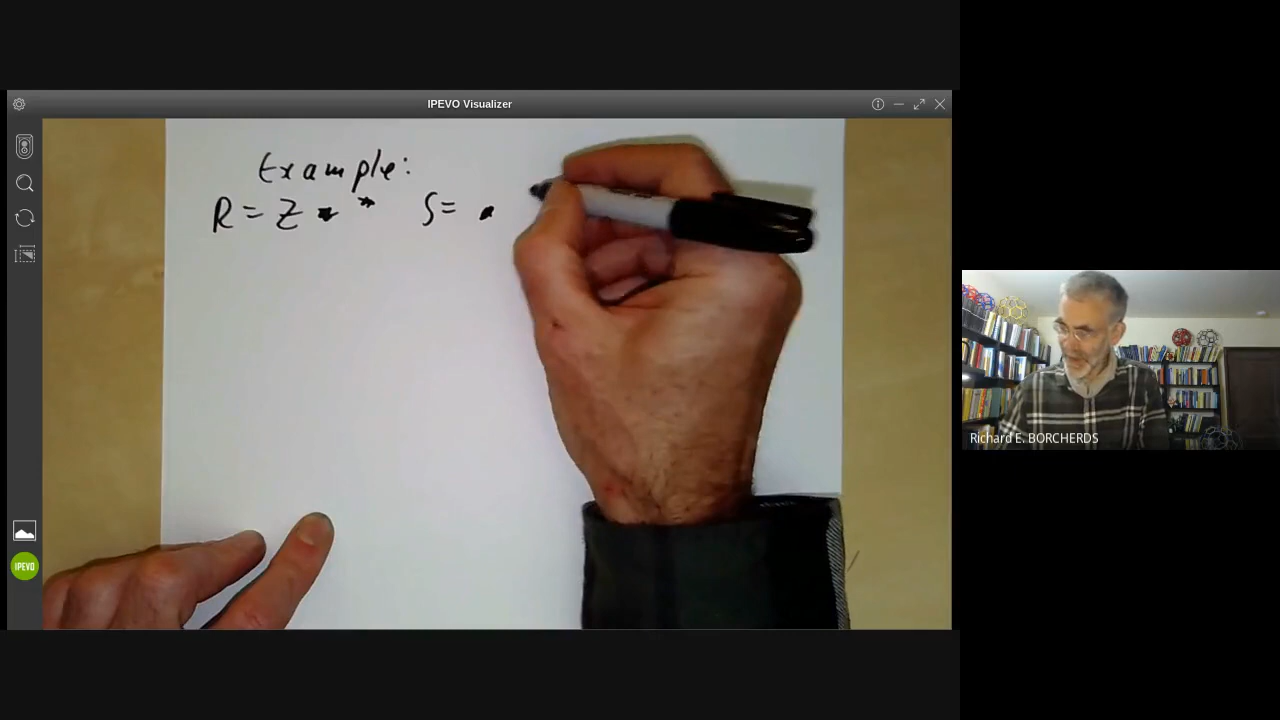 IPEVO Visualizer
Example:
R = Z S =
IPEVO
Richard E. BORCHERDS